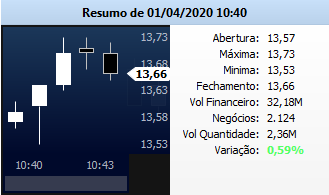 Resumo de 01/04/2020 10:40
13,73
13,68
13,66
13,63
13,58
13,53
10:40 10:43
Abertura: 13,57
Máxima: 13,73
Mínima: 13,53
Fechamento: 13,66
Vol Financeiro: 32,18M
Negócios: 2.124
Vol Quantidade: 2,36M
Variação: 0,59%